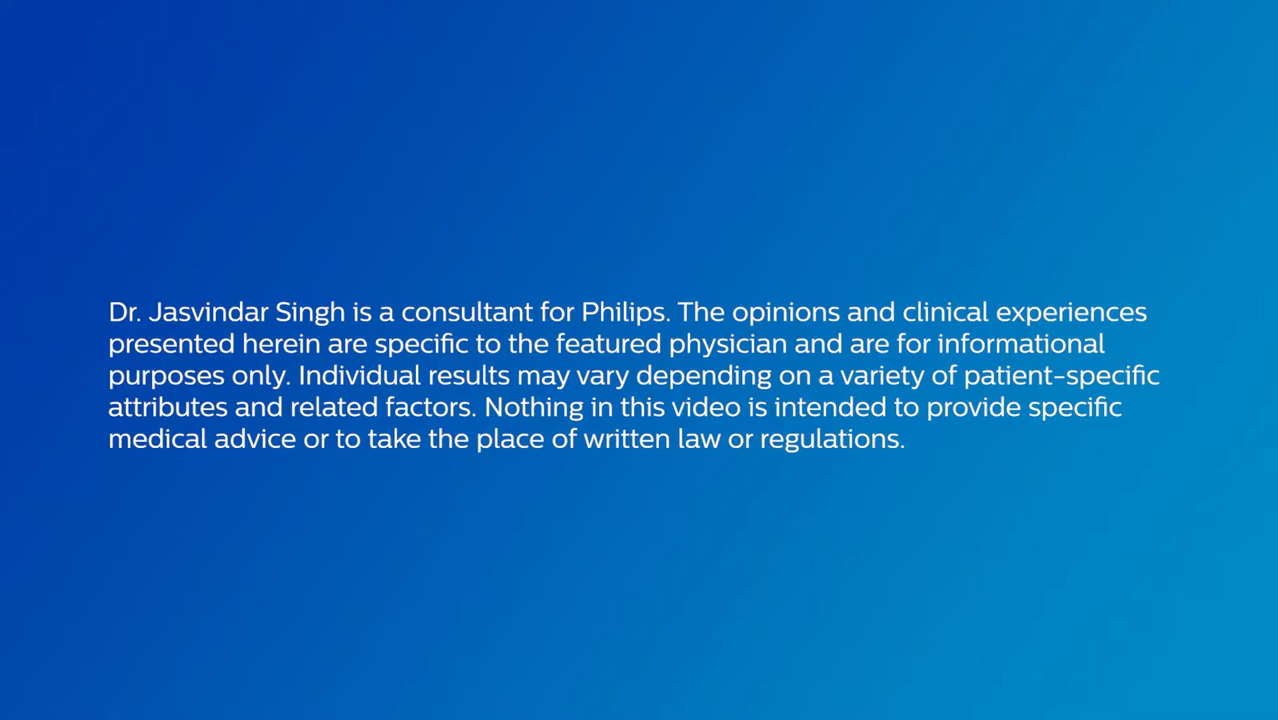 Dr. Jasvindar Singh is a consultant for Philips. The opinions and clinical experiences
presented herein are specific to the featured physician and are for informational
purposes only. Individual results may vary depending on a variety of patient-specific
attributes and related factors. Nothing in this video is intended to provide specific
medical advice or to take the place of written law or regulations.